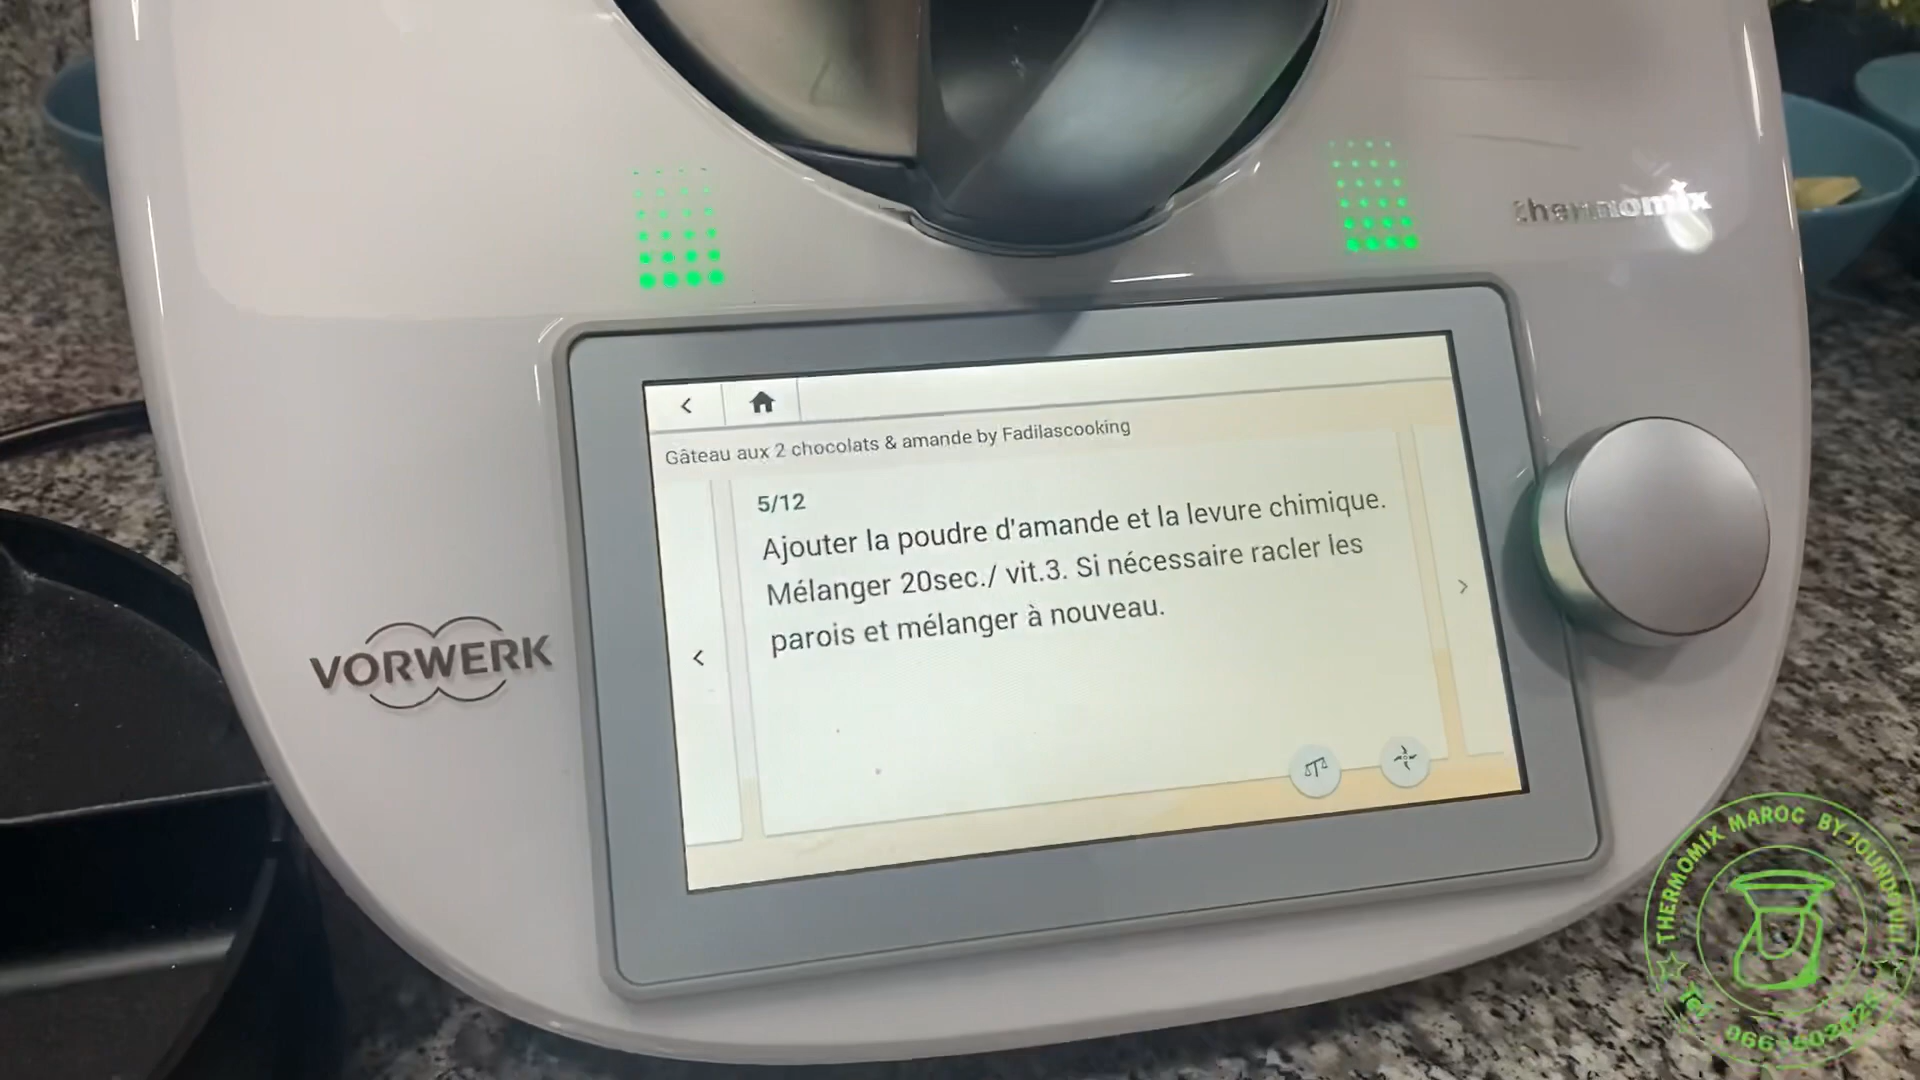 thermomix
Gâteau aux 2 chocolats & amande by Fadilascooking
5/12
Ajouter la poudre d'amande et la levure chimique.
Mélanger 20sec./ vit.3. Si nécessaire racler les
parois et mélanger à nouveau.
VORWERK
THERMOMIX MAROC BY
Tel